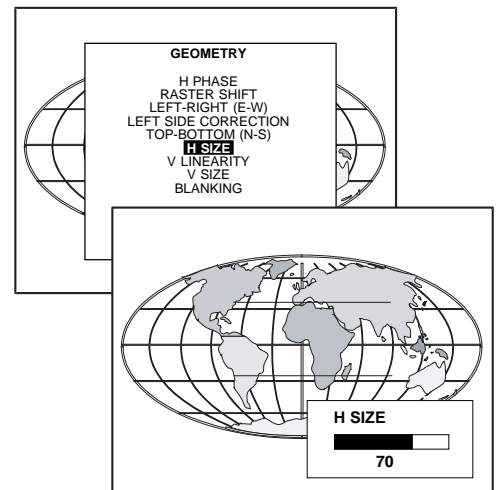 GEOMETRY
H PHASE
RASTER SHIFT
LEFT-RIGHT (E-W)
LEFT SIDE CORRECTION
TOP-BOTTOM (N-S)
H SIZE
V LINEARITY
V SIZE
BLANKING
H SIZE
70